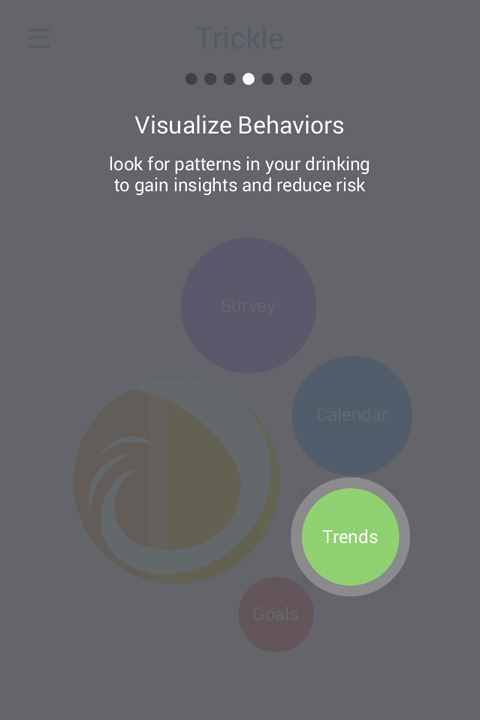 Trickle
Visualize Behaviors
look for patterns in your drinking
to gain insights and reduce risk
Survey
Calendar
Trends
Goals